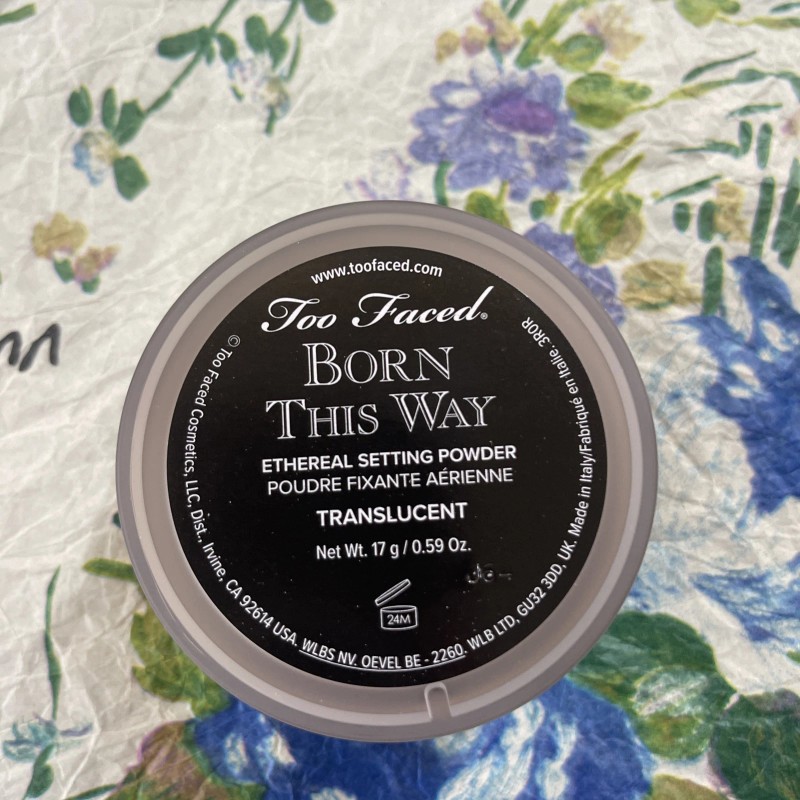 www.toofaced.com
Too Faced®
BORN
THIS WAY
ETHEREAL SETTING POWDER
POUDRE FIXANTE AÉRIENNE
TRANSLUCENT
Net Wt. 17 g / 0.59 Oz.
24M
© Too Faced Cosmetics, LLC, Dist., Irvine, CA 92614 USA. WLBS NV. OEVEL BE - 2260. WLB LTD, GU32 3DD, UK. Made in Italy/Fabriqué en Italie. 3R0R